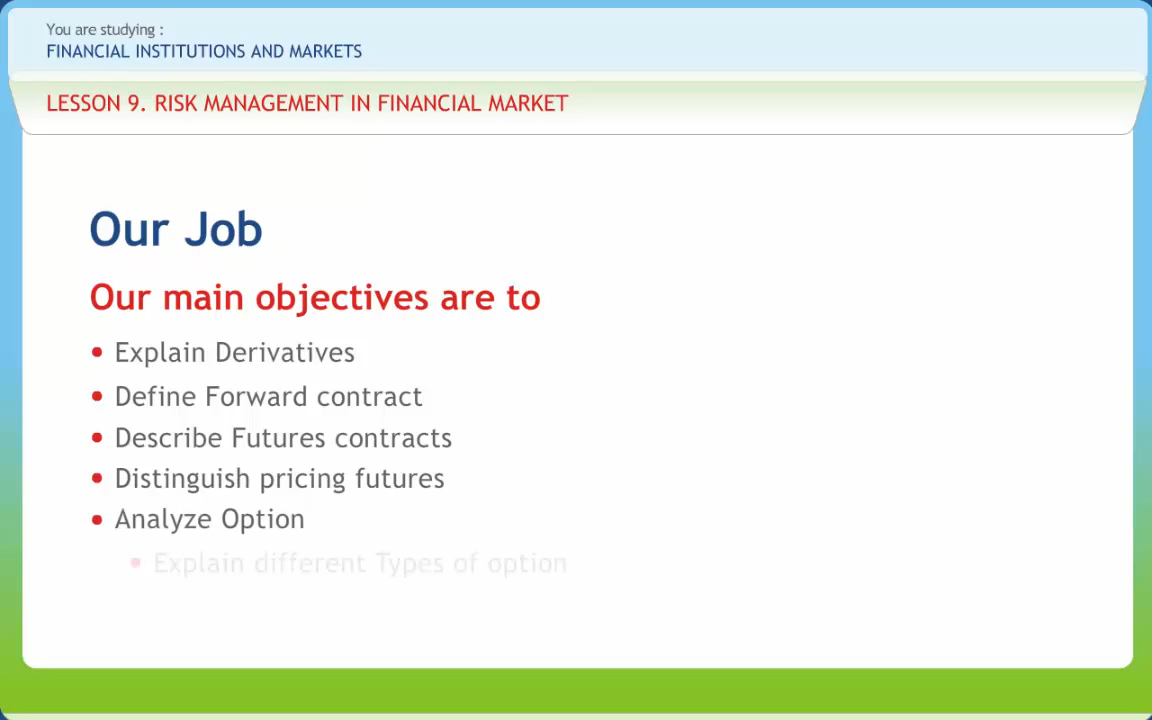 You are studying :
FINANCIAL INSTITUTIONS AND MARKETS
LESSON 9. RISK MANAGEMENT IN FINANCIAL MARKET
Our Job
Our main objectives are to
• Explain Derivatives
• Define Forward contract
• Describe Futures contracts
• Distinguish pricing futures
• Analyze Option
• Explain different Types of option